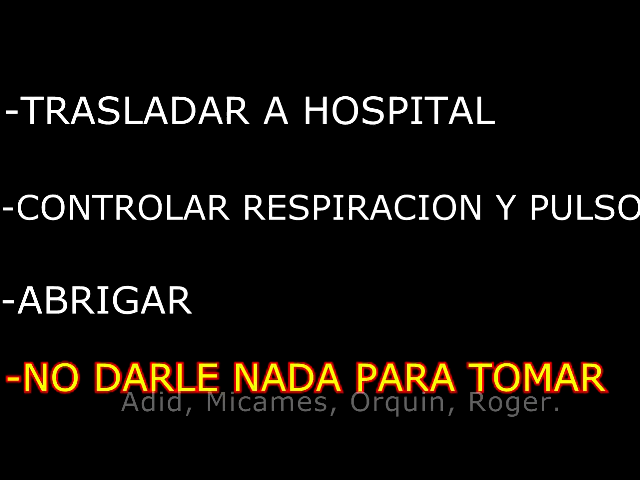 -TRASLADAR A HOSPITAL
-CONTROLAR RESPIRACION Y PULSO
-ABRIGAR
-NO DARLE NADA PARA TOMAR
Adid, Micames, Orquin, Roger.